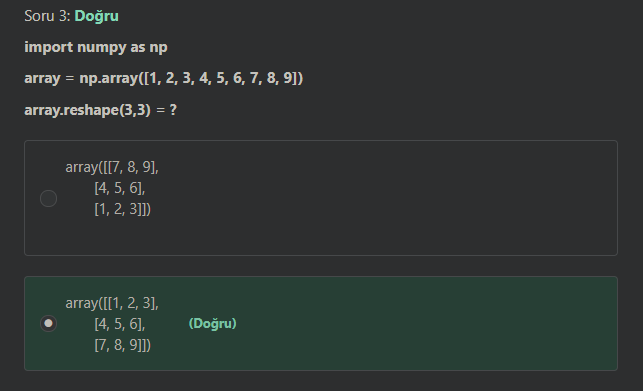 Soru 3: Doğru
import numpy as np
array = np.array([1, 2, 3, 4, 5, 6, 7, 8, 9])
array.reshape(3,3) = ?
array([[7, 8, 9],
[4, 5, 6],
[1, 2, 3]])
array([[1, 2, 3],
[4, 5, 6], (Doğru)
[7, 8, 9]])